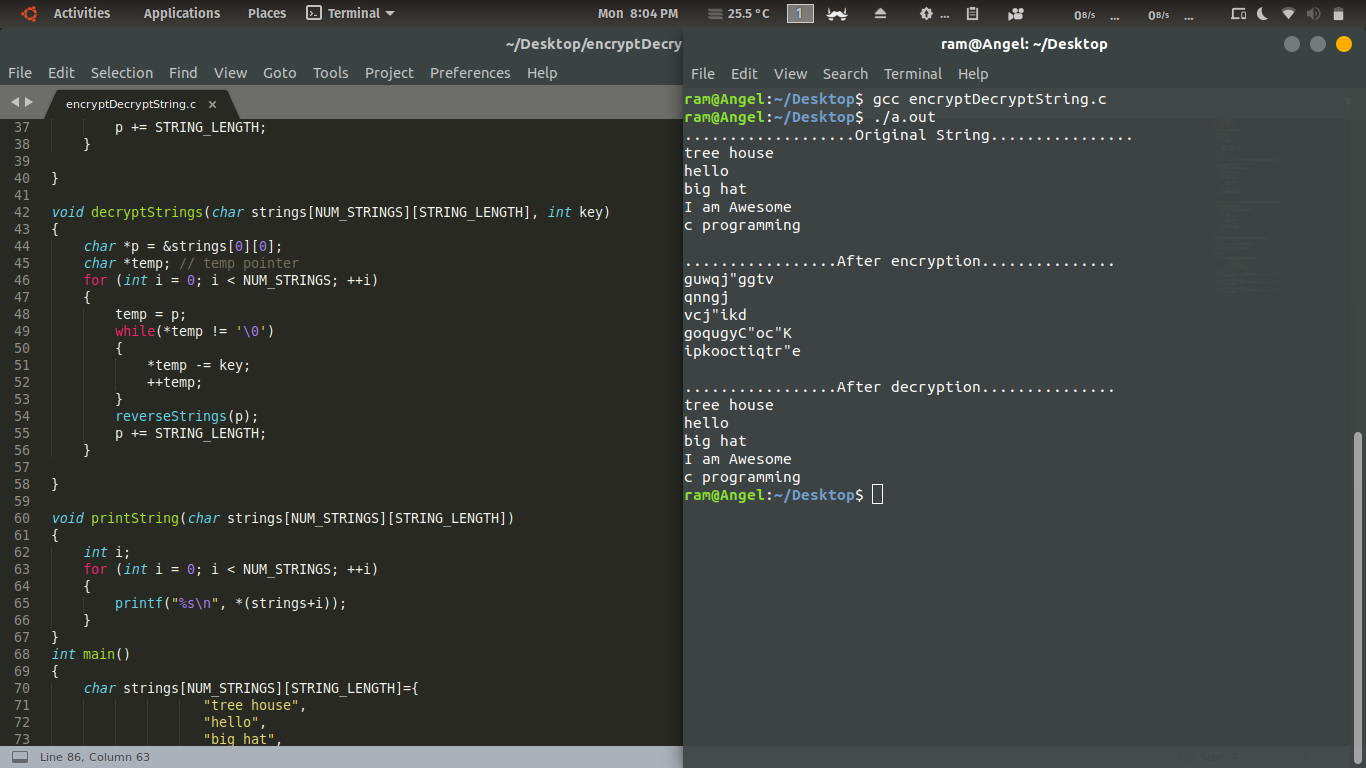 Activities Applications Places Terminal Mon 8:04 PM 25.5 °C 1 ... 0B/s ... 0B/s ...
~/Desktop/encryptDecry
File Edit Selection Find View Goto Tools Project Preferences Help
encryptDecryptString.c ×
37 p += STRING_LENGTH;
38 }
39
40 }
41
42 void decryptStrings(char strings[NUM_STRINGS][STRING_LENGTH], int key)
43 {
44 char *p = &strings[0][0];
45 char *temp; // temp pointer
46 for (int i = 0; i < NUM_STRINGS; ++i)
47 {
48 temp = p;
49 while(*temp != '\0')
50 {
51 *temp -= key;
52 ++temp;
53 }
54 reverseStrings(p);
55 p += STRING_LENGTH;
56 }
57
58 }
59
60 void printString(char strings[NUM_STRINGS][STRING_LENGTH])
61 {
62 int i;
63 for (int i = 0; i < NUM_STRINGS; ++i)
64 {
65 printf("%s\n", *(strings+i));
66 }
67 }
68 int main()
69 {
70 char strings[NUM_STRINGS][STRING_LENGTH]={
71 "tree house",
72 "hello",
73 "big hat",
Line 86, Column 63
ram@Angel: ~/Desktop
File Edit View Search Terminal Help
ram@Angel:~/Desktop$ gcc encryptDecryptString.c
ram@Angel:~/Desktop$ ./a.out
...................Original String................
tree house
hello
big hat
I am Awesome
c programming

.................After encryption...............
guwqj"ggtv
qnngj
vcj"ikd
goqugyC"oc"K
ipkooctiqtr"e

.................After decryption...............
tree house
hello
big hat
I am Awesome
c programming
ram@Angel:~/Desktop$